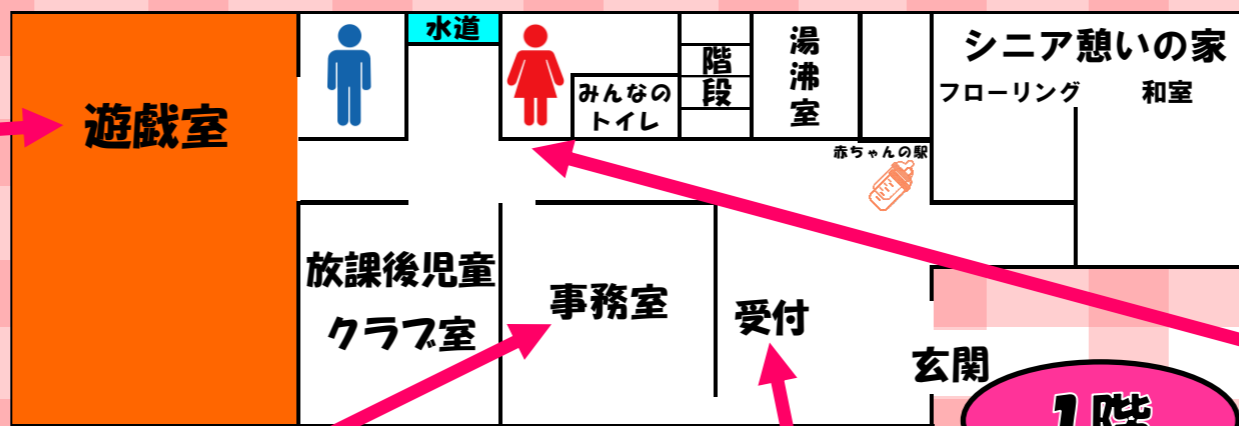 水道
遊戯室
みんなの
トイレ
階
段
湯
沸
室
シニア憩いの家
フローリング
和室
赤ちゃんの駅
放課後児童
クラブ室
事務室
受付
玄関
1階